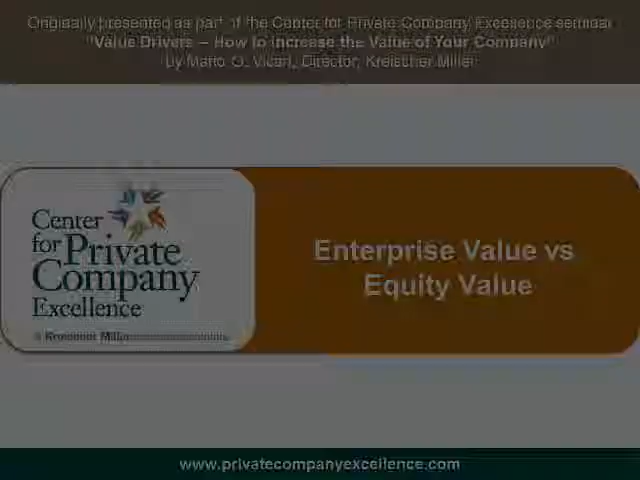 Originally presented as part of the Center for Private Company Excellence seminar
"Value Drivers – How to Increase the Value of Your Company"
by Mario O. Vicari, Director, Kreischer Miller
Center
for Private
Company
Excellence
Kreischer Miller
Enterprise Value vs
Equity Value
www.privatecompanyexcellence.com